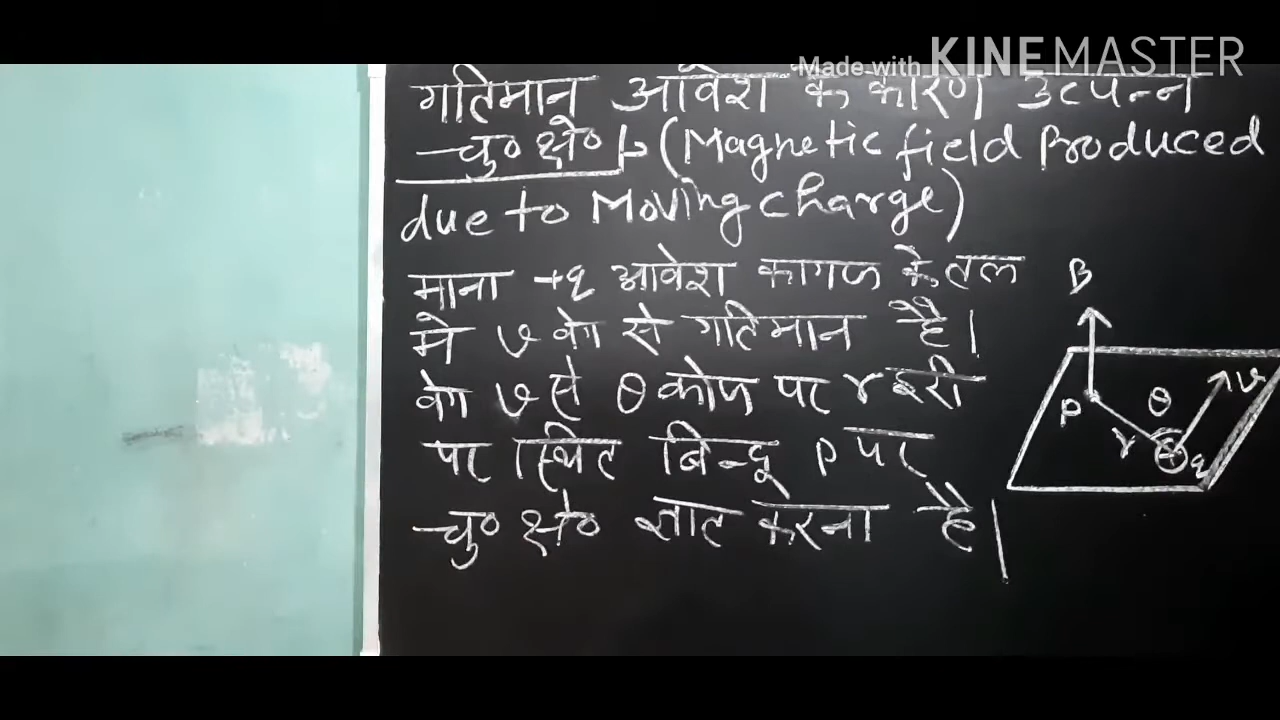 Made with KINEMASTER
गतिमान आवेश के कारण उत्पन्न
चु० क्षे० :- (Magnetic field Produced
due to Moving charge)
माना +q आवेश कागज के तल
मे v वेग से गतिमान है।
वेग v से θ कोण पर r दूरी
पर स्थित बिन्दू P पर
चु० क्षे० ज्ञात करना है।
B
P
θ
v
r
+
q